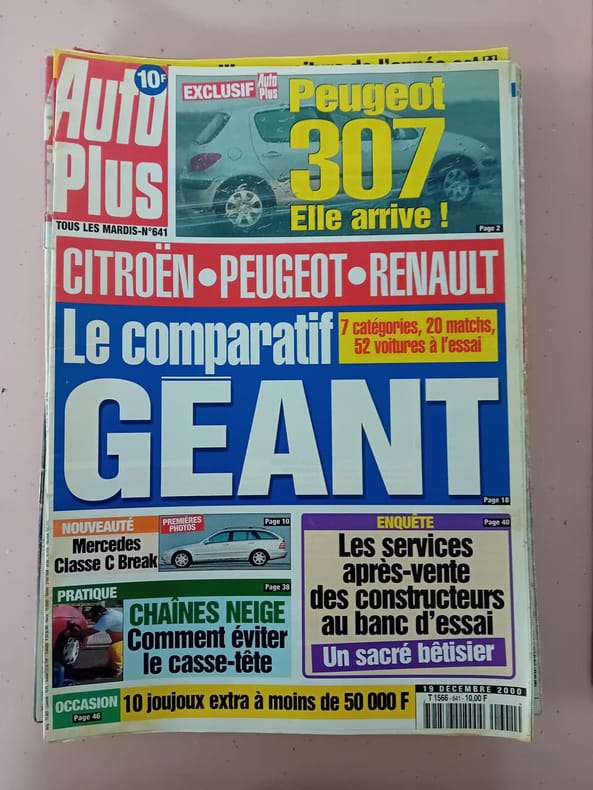 Auto
Plus
10F
TOUS LES MARDIS-N°641
EXCLUSIF
Auto
Plus
Peugeot
307
Elle arrive !
Page 2
CITROËN • PEUGEOT • RENAULT
Le comparatif
7 catégories, 20 matchs,
52 voitures à l'essai
GÉANT
Page 18
NOUVEAUTÉ
Mercedes
Classe C Break
PREMIÈRES
PHOTOS
Page 10
PRATIQUE
Page 38
CHAÎNES NEIGE
Comment éviter
le casse-tête
ENQUÊTE
Page 40
Les services
après-vente
des constructeurs
au banc d'essai
Un sacré bêtisier
OCCASION
Page 46
10 joujoux extra à moins de 50 000 F
19 DÉCEMBRE 2000
T 1566 - 641 - 10,00 F